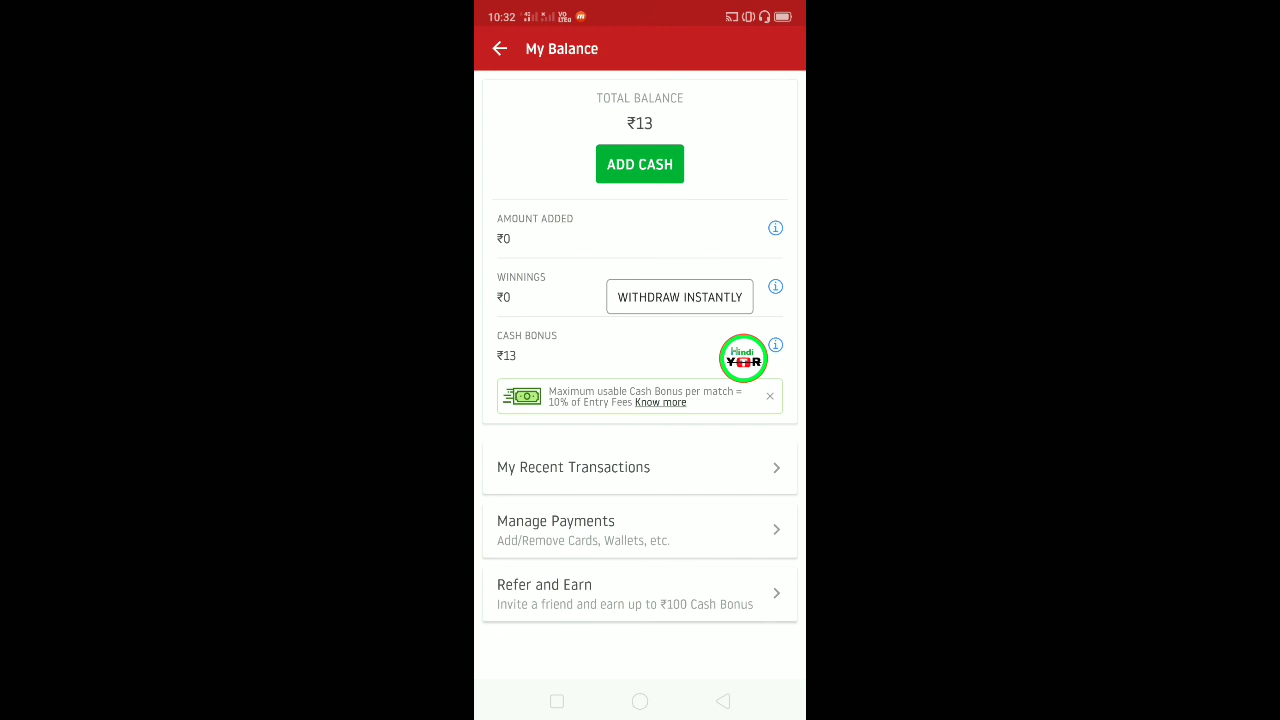 10:32
My Balance
TOTAL BALANCE
₹13
ADD CASH
AMOUNT ADDED
₹0
WINNINGS
₹0
WITHDRAW INSTANTLY
CASH BONUS
₹13
Hindi
Maximum usable Cash Bonus per match =
10% of Entry Fees Know more
My Recent Transactions
Manage Payments
Add/Remove Cards, Wallets, etc.
Refer and Earn
Invite a friend and earn up to ₹100 Cash Bonus